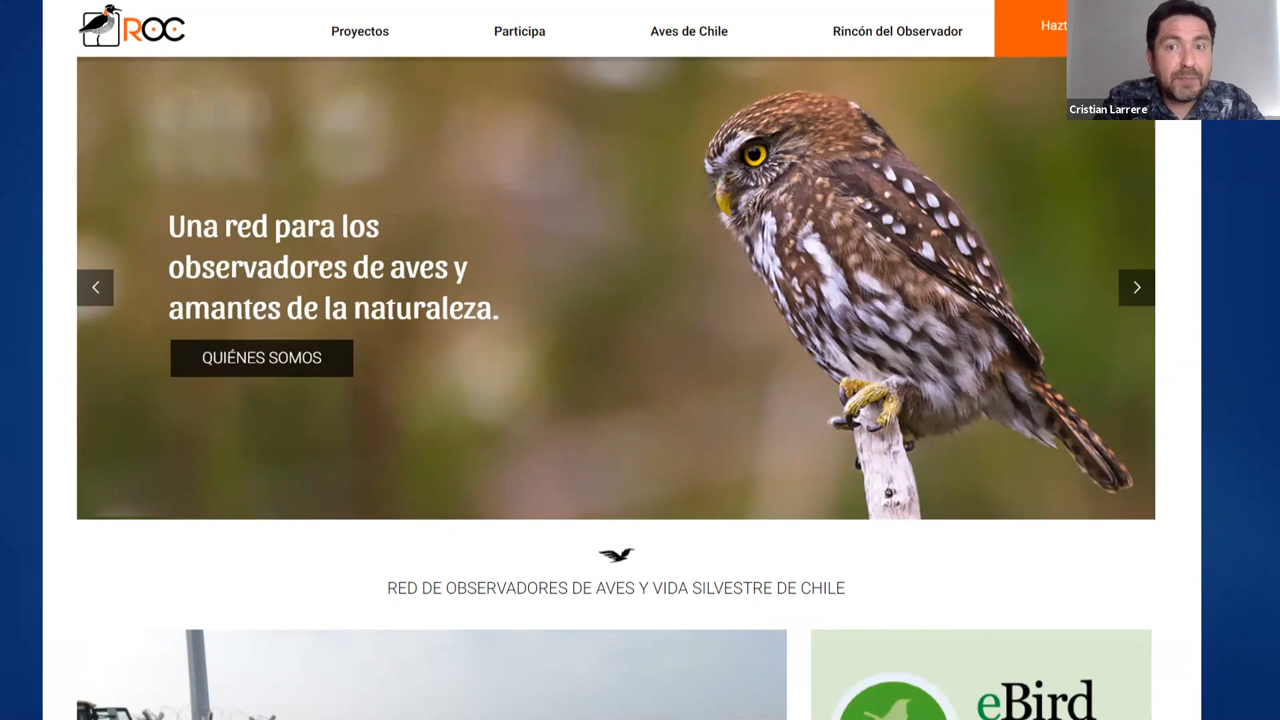 ROC
Proyectos
Participa
Aves de Chile
Rincón del Observador
Hazt
Cristian Larrere
Una red para los
observadores de aves y
amantes de la naturaleza.
QUIÉNES SOMOS
RED DE OBSERVADORES DE AVES Y VIDA SILVESTRE DE CHILE
eBird